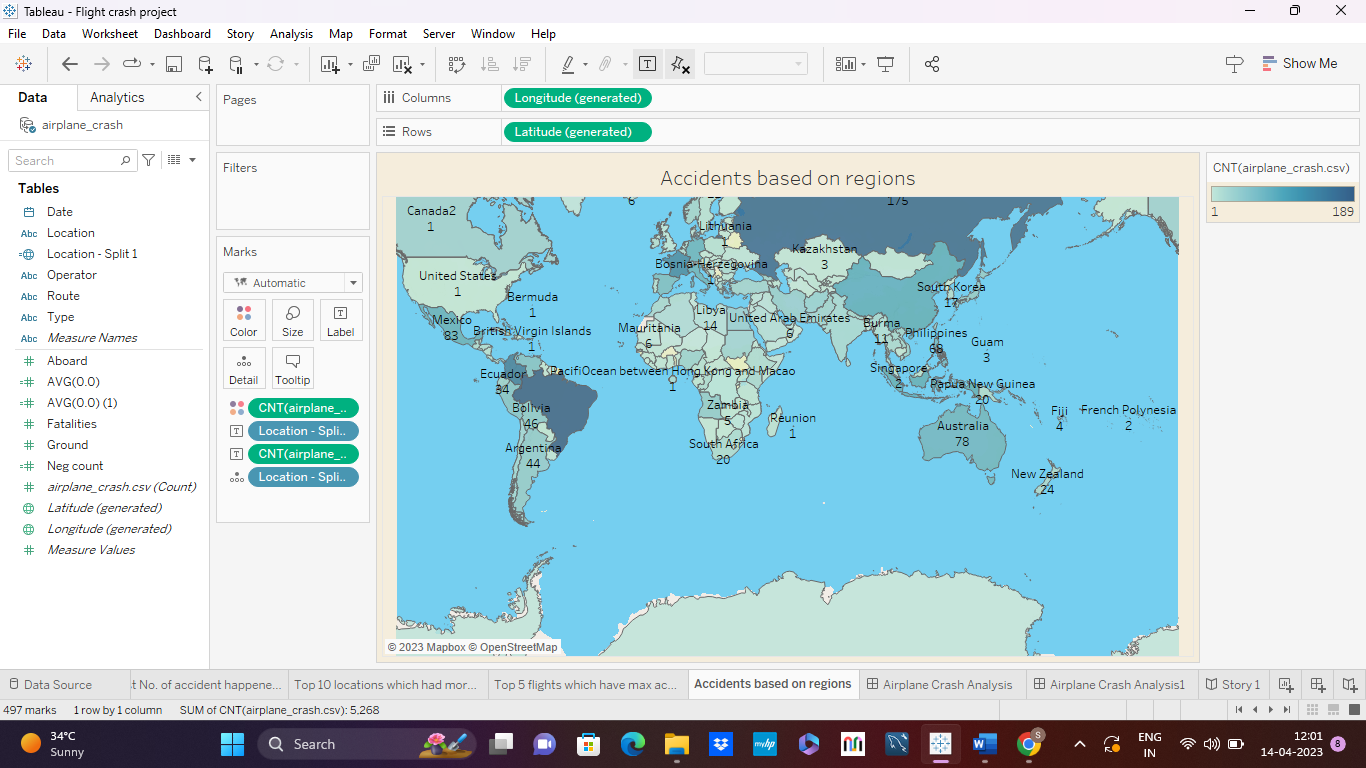 Tableau - Flight crash project
File Data Worksheet Dashboard Story Analysis Map Format Server Window Help
Show Me
Data Analytics
airplane_crash
Search
Tables
Date
Abc Location
Location - Split 1
Abc Operator
Abc Route
Abc Type
Abc Measure Names
Aboard
AVG(0.0)
AVG(0.0) (1)
Fatalities
Ground
Neg count
airplane_crash.csv (Count)
Latitude (generated)
Longitude (generated)
Measure Values
Pages
Filters
Marks
Automatic
Color Size Label
Detail Tooltip
CNT(airplane_..
Location - Spli..
CNT(airplane_..
Location - Spli..
Columns Longitude (generated)
Rows Latitude (generated)
Accidents based on regions
6
175
Canada2
1
Lithuania
1
Kazakhstan
3
Bosnia-Herzegovina
1
United States
1
South Korea
17
Bermuda
1
Libya
14
United Arab Emirates
6
Mexico
83
British Virgin Islands
1
Mauritania
6
Burma
11
Philippines
68
Guam
3
Ecuador
34
PacifiOcean between Hong Kong and Macao
1
Singapore
2
Papua New Guinea
20
Bolivia
46
Zambia
5
Reunion
1
Fiji
4
French Polynesia
2
Australia
78
Argentina
44
South Africa
20
New Zealand
24
© 2023 Mapbox © OpenStreetMap
CNT(airplane_crash.csv)
1 189
Data Source t No. of accident happene... Top 10 locations which had mor... Top 5 flights which have max ac... Accidents based on regions Airplane Crash Analysis Airplane Crash Analysis1 Story 1
497 marks 1 row by 1 column SUM of CNT(airplane_crash.csv): 5,268
34°C
Sunny
Search
myhp
S
ENG
IN
12:01
14-04-2023
8